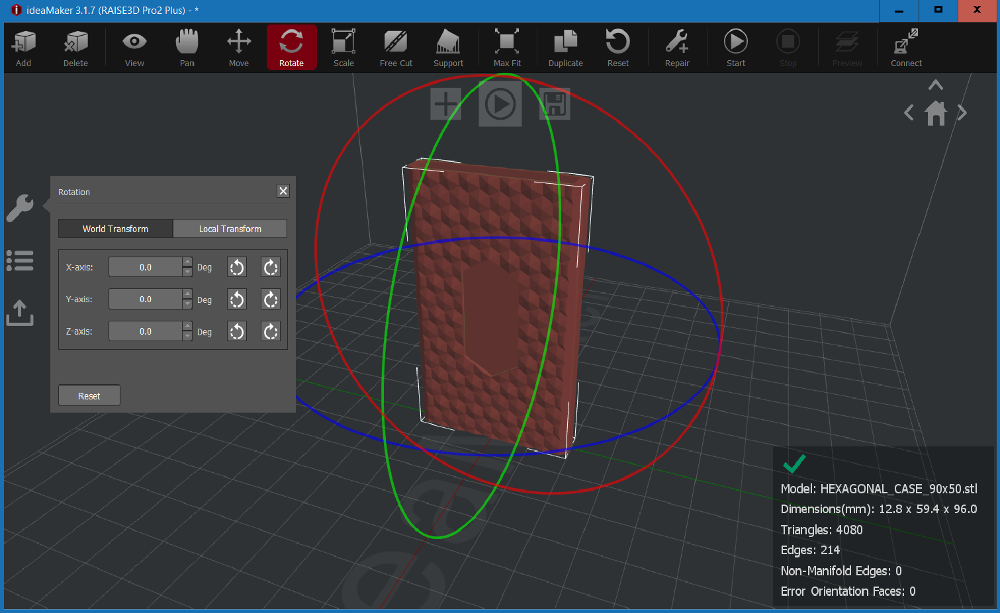 ideaMaker 3.1.7 (RAISE3D Pro2 Plus) - *
Add Delete View Pan Move Rotate Scale Free Cut Support Max Fit Duplicate Reset Repair Start Stop Preview Connect
Rotation
World Transform Local Transform
X-axis: 0.0 Deg
Y-axis: 0.0 Deg
Z-axis: 0.0 Deg
Reset
Model: HEXAGONAL_CASE_90x50.stl
Dimensions(mm): 12.8 x 59.4 x 96.0
Triangles: 4080
Edges: 214
Non-Manifold Edges: 0
Error Orientation Faces: 0